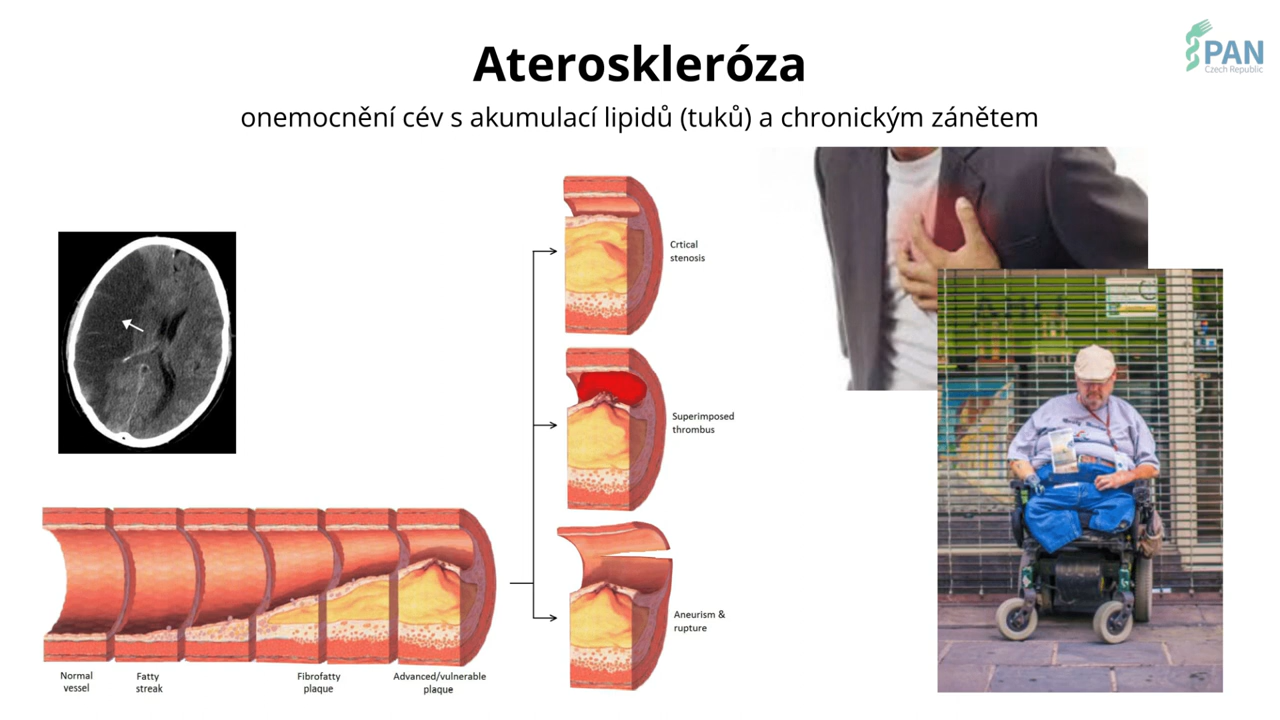 Ateroskleróza
onemocnění cév s akumulací lipidů (tuků) a chronickým zánětem
PAN
Czech Republic
Crtical
stenosis
Superimposed
thrombus
Aneurism &
rupture
Normal
vessel
Fatty
streak
Fibrofatty
plaque
Advanced/vulnerable
plaque